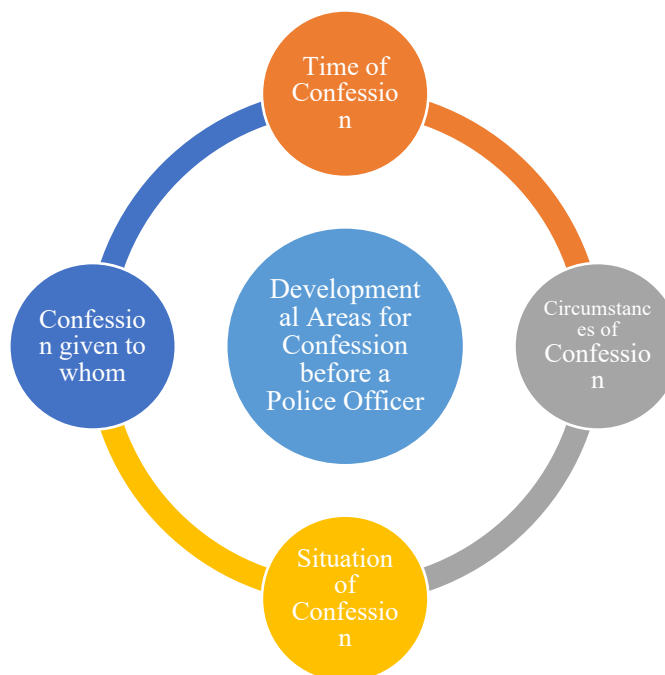 Time of
Confessio
n
Development
al Areas for
Confession
before a
Police Officer
Confessio
n given to
whom
Circumstanc
es of
Confessio
n
Situation
of
Confessio
n